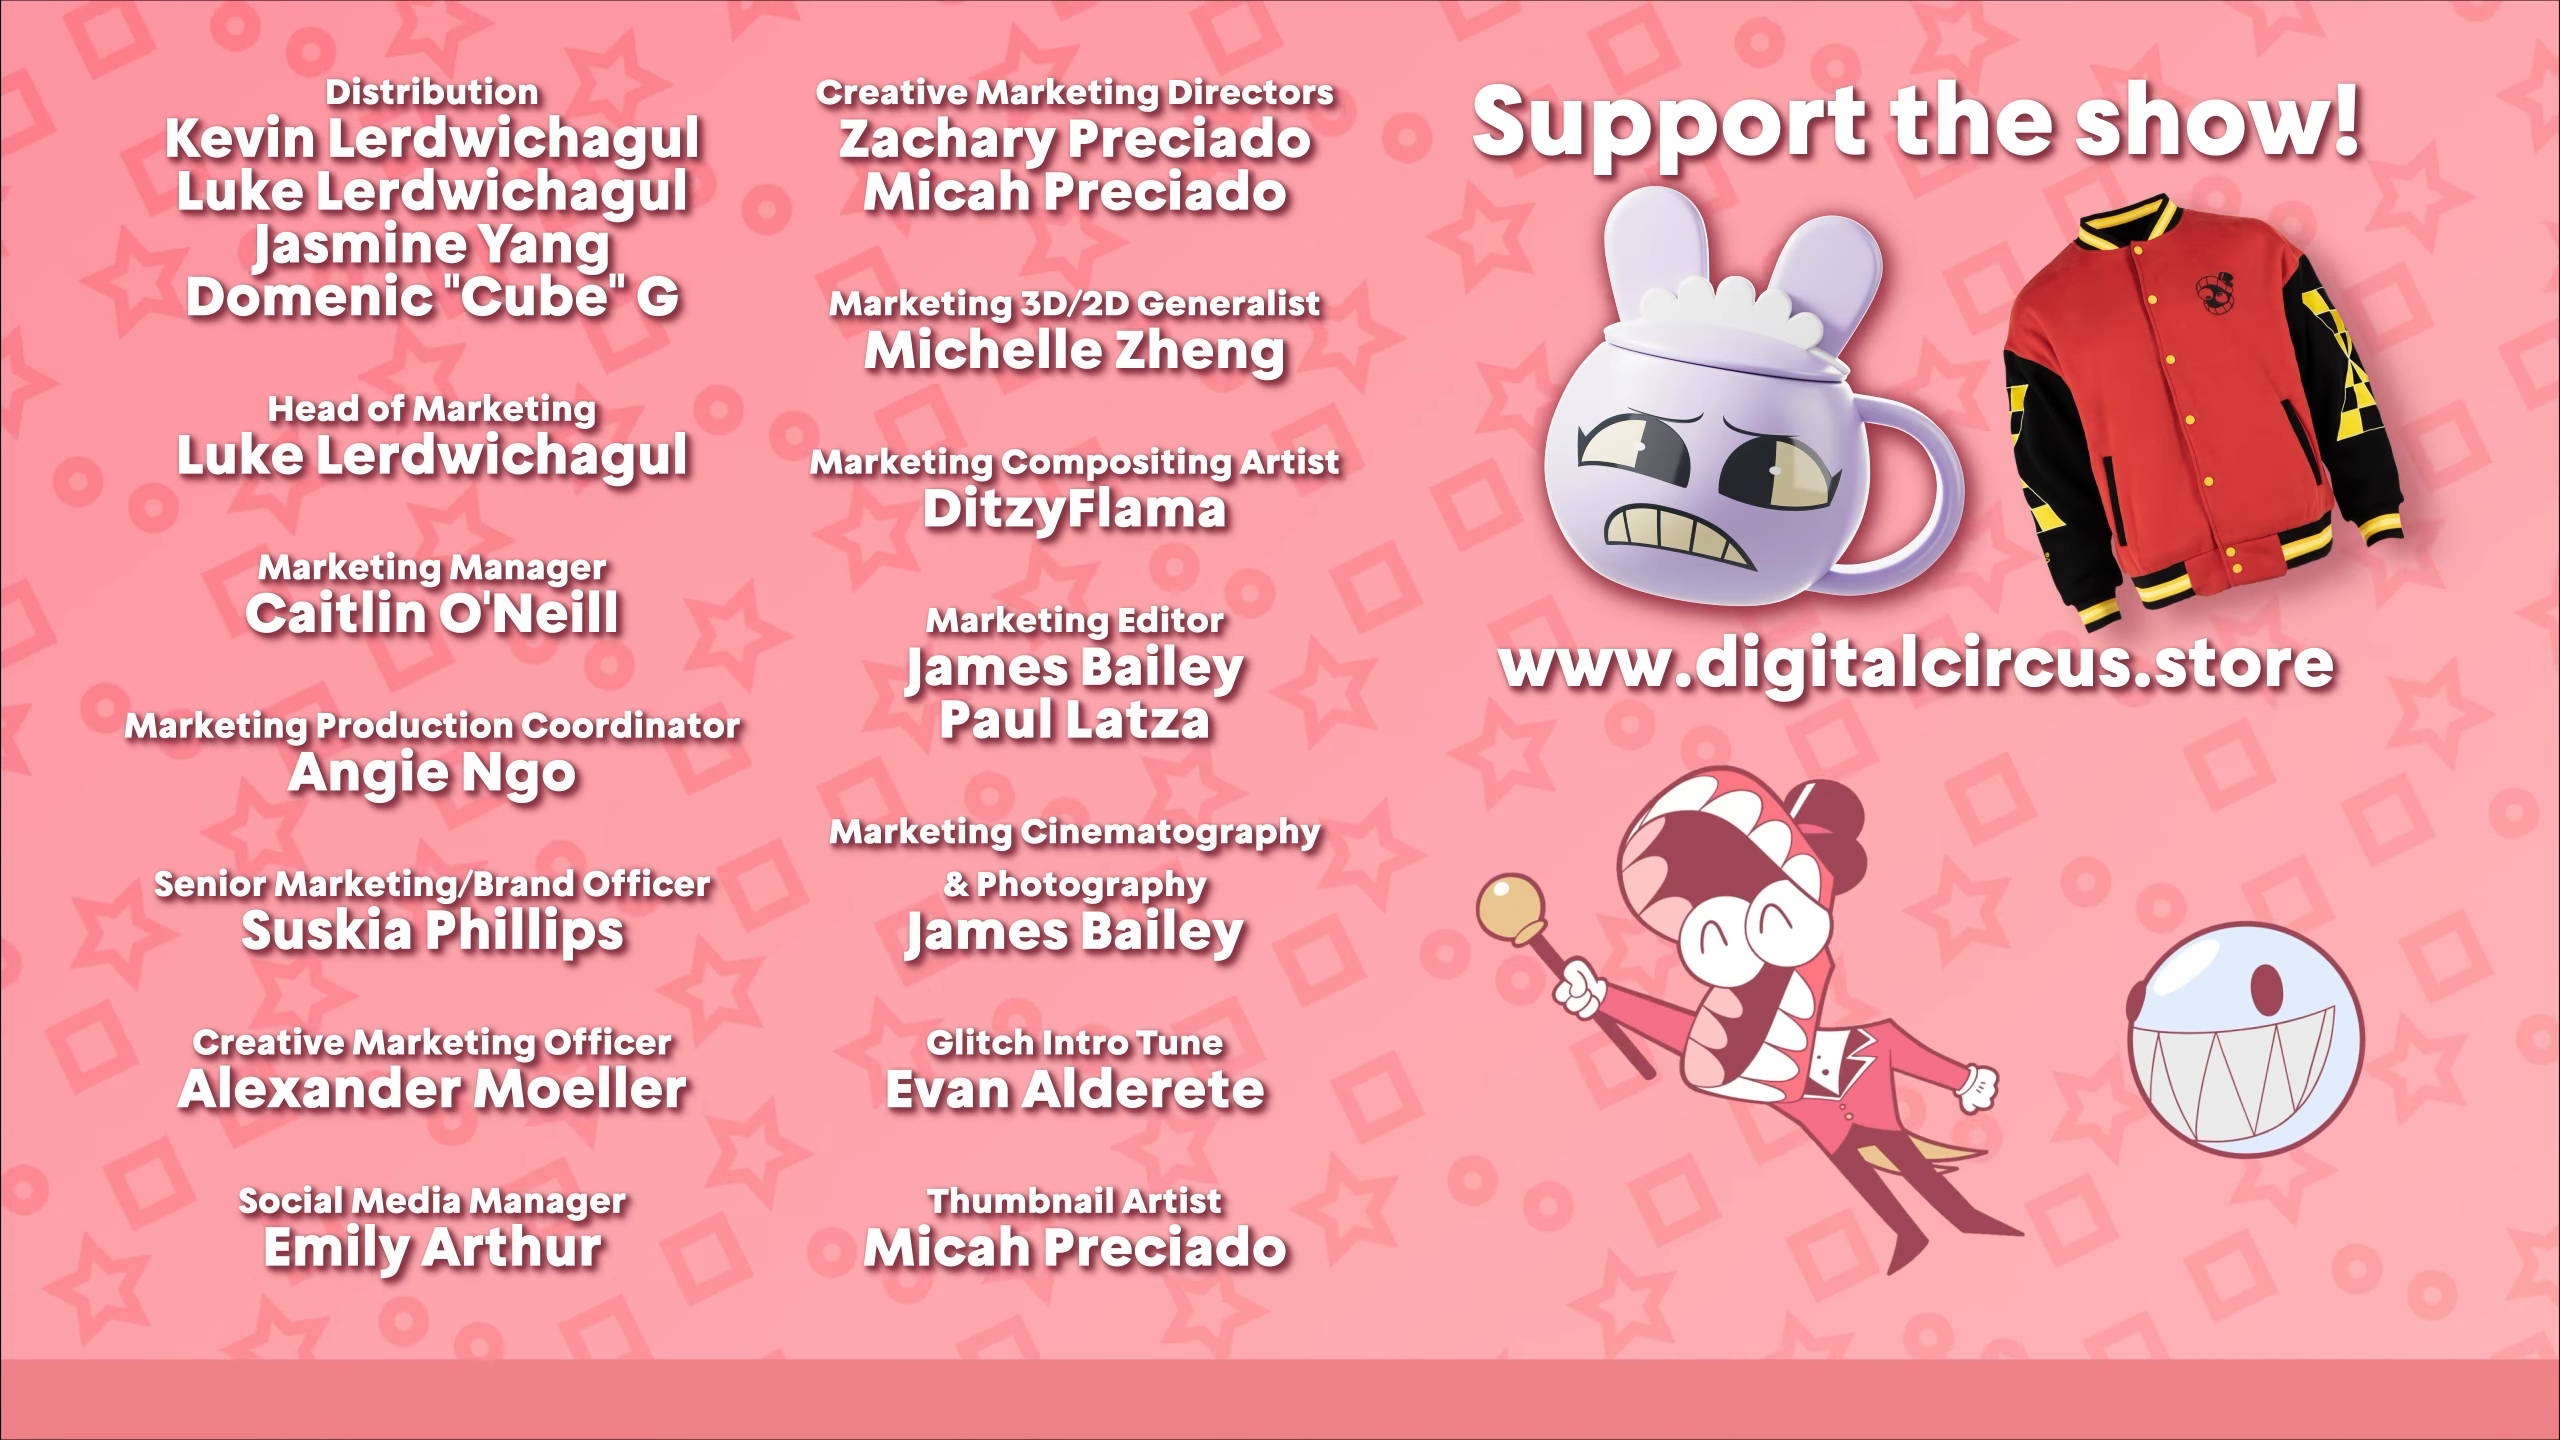 Distribution
Kevin Lerdwichagul
Luke Lerdwichagul
Jasmine Yang
Domenic "Cube" G
Head of Marketing
Luke Lerdwichagul
Marketing Manager
Caitlin O'Neill
Marketing Production Coordinator
Angie Ngo
Senior Marketing/Brand Officer
Suskia Phillips
Creative Marketing Officer
Alexander Moeller
Social Media Manager
Emily Arthur
Creative Marketing Directors
Zachary Preciado
Micah Preciado
Marketing 3D/2D Generalist
Michelle Zheng
Marketing Compositing Artist
DitzyFlama
Marketing Editor
James Bailey
Paul Latza
Marketing Cinematography
& Photography
James Bailey
Glitch Intro Tune
Evan Alderete
Thumbnail Artist
Micah Preciado
Support the show!
www.digitalcircus.store